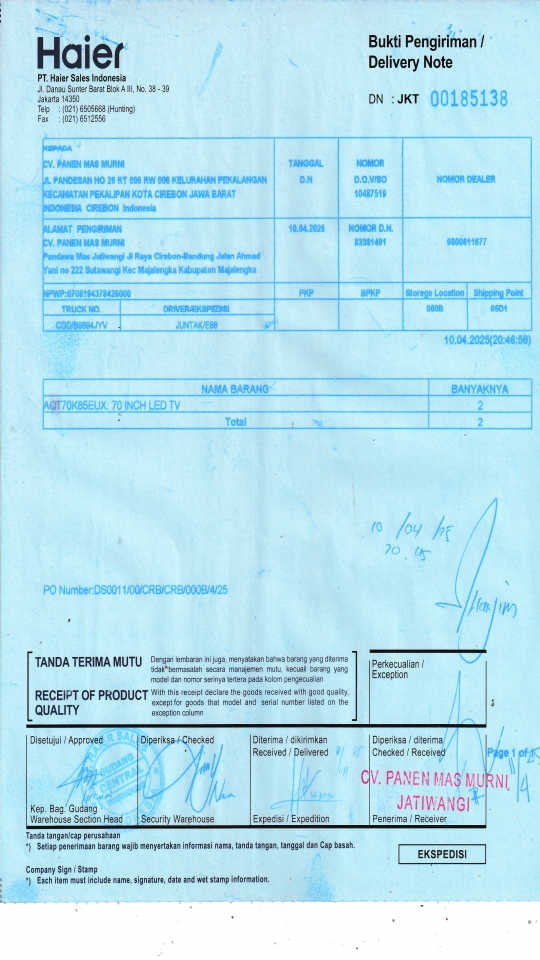 Haier
PT. Haier Sales Indonesia
Jl. Danau Sunter Barat Blok A III, No. 38 - 39
Jakarta 14350
Telp : (021) 6505668 (Hunting)
Fax : (021) 6512556
Bukti Pengiriman /
Delivery Note
DN : JKT 00185138
KEPADA
CV. PANEN MAS MURNI
JL PANDESAN NO 26 RT 006 RW 006 KELURAHAN PEKALANGAN
KECAMATAN PEKALIPAN KOTA CIREBON JAWA BARAT
INDONESIA CIREBON Indonesia
TANGGAL
D.N
NOMOR
D.O.V/SO
10487519
NOMOR DEALER
ALAMAT PENGIRIMAN
CV. PANEN MAS MURNI
Pandawa Mas Jatiwangi Jl Raya Cirebon-Bandung Jalan Ahmad
Yani no 222 Sutawangi Kec Majalengka Kabupaten Majalengka
10.04.2025
NOMOR D.N.
83391491
6000611677
NPWP:0768194378426000
PKP
BPKP
Storege Location
Shipping Point
TRUCK NO.
DRIVER/EKSPEDISI
000B
65D1
CDD/B9894JYV
JUNTAK/E88
10.04.2025(20:46:58)
NAMA BARANG
BANYAKNYA
AQT70K85EUX: 70 INCH LED TV
2
Total
2
10 /04 /25
20.45
PO Number:DS0011/00/CRB/CRB/000B/4/25
TANDA TERIMA MUTU
Dengan lembaran ini juga, menyatakan bahwa barang yang diterima
tidak bermasalah secara manajemen mutu, kecuali barang yang
model dan nomor serinya tertera pada kolom pengecualian
RECEIPT OF PRODUCT
QUALITY
With this receipt declare the goods received with good quality,
except for goods that model and serial number listed on the
exception column
Perkecualian /
Exception
Disetujui / Approved
Diperiksa / Checked
Diterima / dikirimkan
Received / Delivered
Diperiksa / diterima
Checked / Received
Page 1 of
GUDANG
CENTRAL
CV. PANEN MAS MURNI
JATIWANGI
Kep. Bag. Gudang
Warehouse Section Head
Security Warehouse
Expedisi / Expedition
Penerima / Receiver
Tanda tangan/cap perusahaan
*) Setiap penerimaan barang wajib menyertakan informasi nama, tanda tangan, tanggal dan Cap basah.
EKSPEDISI
Company Sign / Stamp
*) Each item must include name, signature, date and wet stamp information.